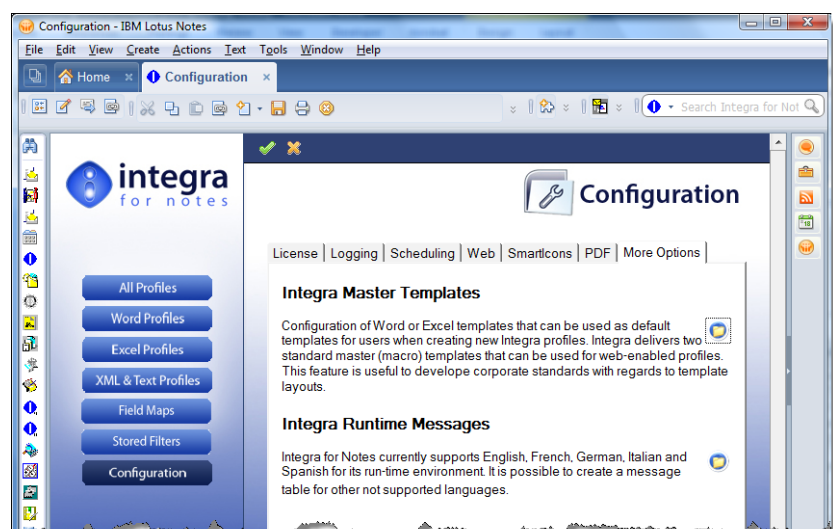 Configuration - IBM Lotus Notes
File Edit View Create Actions Text Tools Window Help
Home × Configuration ×
Search Integra for Not
integra
for notes
Configuration
License | Logging | Scheduling | Web | SmartIcons | PDF | More Options |
All Profiles
Word Profiles
Excel Profiles
XML & Text Profiles
Field Maps
Stored Filters
Configuration
Integra Master Templates
Configuration of Word or Excel templates that can be used as default
templates for users when creating new Integra profiles. Integra delivers two
standard master (macro) templates that can be used for web-enabled profiles.
This feature is useful to develope corporate standards with regards to template
layouts.
Integra Runtime Messages
Integra for Notes currently supports English, French, German, Italian and
Spanish for its run-time environment. It is possible to create a message
table for other not supported languages.